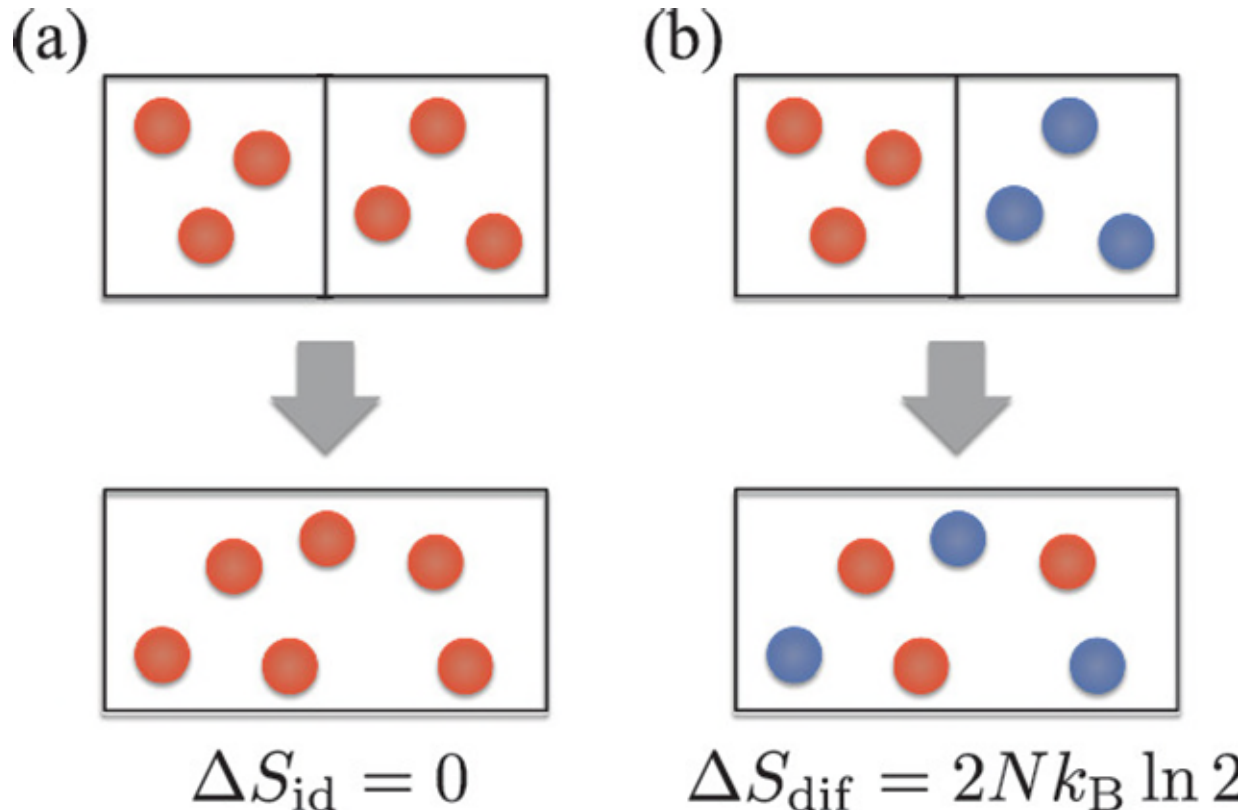 (a) (b)
ΔS_id = 0 ΔS_dif = 2Nk_B ln 2